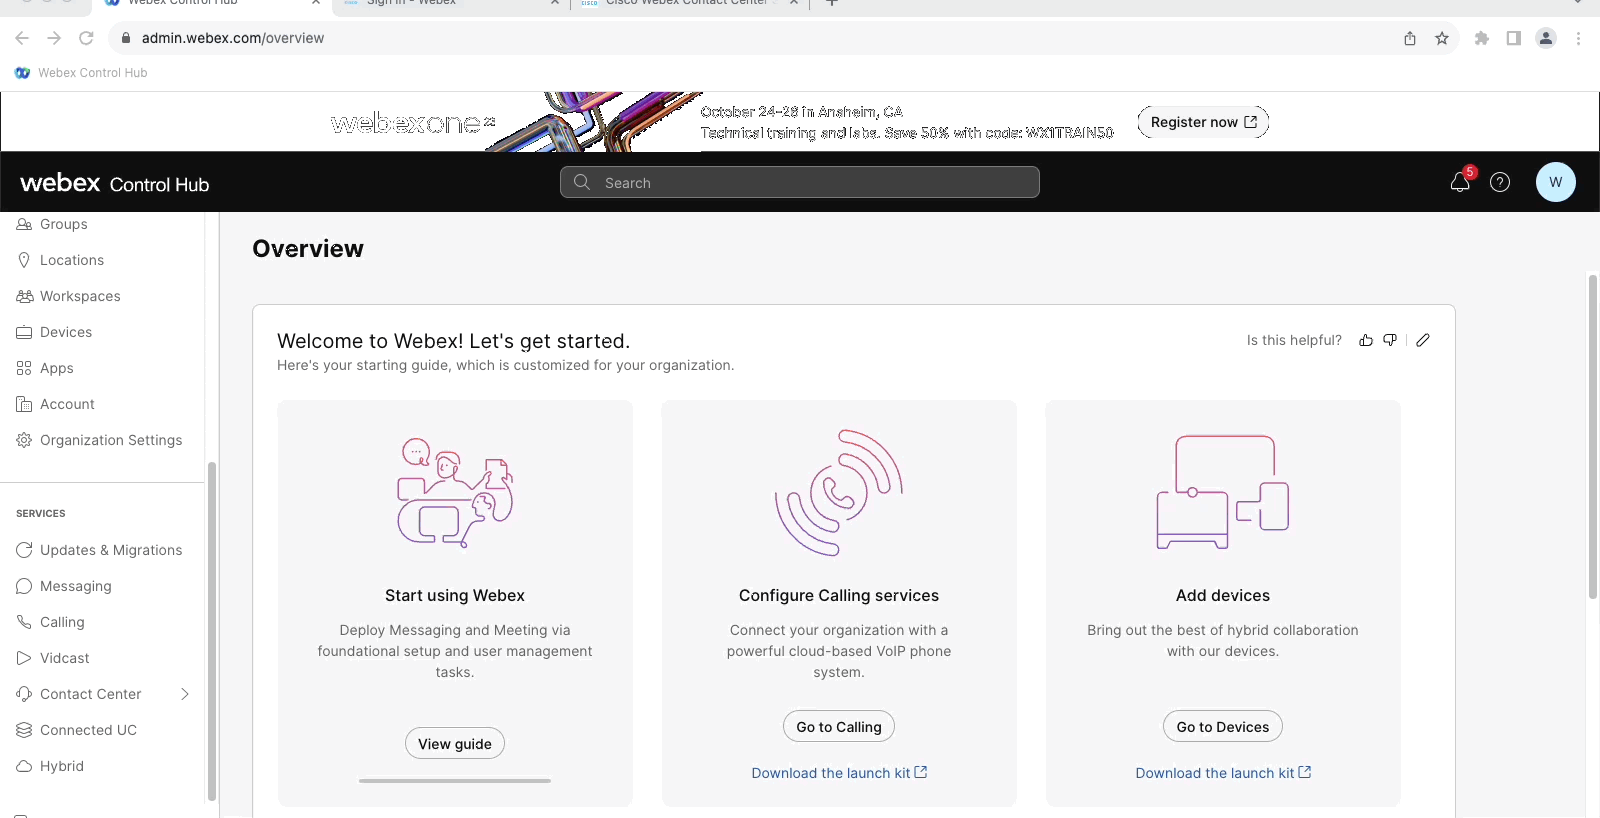 Webex Control Hub
Sign In - Webex
Cisco Webex Contact Center
admin.webex.com/overview
Webex Control Hub
webexone
October 24-26 in Anaheim, CA
Technical training and labs. Save 50% with code: WX1TRAIN50
Register now
webex Control Hub
Search
5
W
Groups
Locations
Workspaces
Devices
Apps
Account
Organization Settings
SERVICES
Updates & Migrations
Messaging
Calling
Vidcast
Contact Center
Connected UC
Hybrid
Overview
Welcome to Webex! Let's get started.
Here's your starting guide, which is customized for your organization.
Is this helpful?
Start using Webex
Deploy Messaging and Meeting via
foundational setup and user management
tasks.
View guide
Configure Calling services
Connect your organization with a
powerful cloud-based VoIP phone
system.
Go to Calling
Download the launch kit
Add devices
Bring out the best of hybrid collaboration
with our devices.
Go to Devices
Download the launch kit